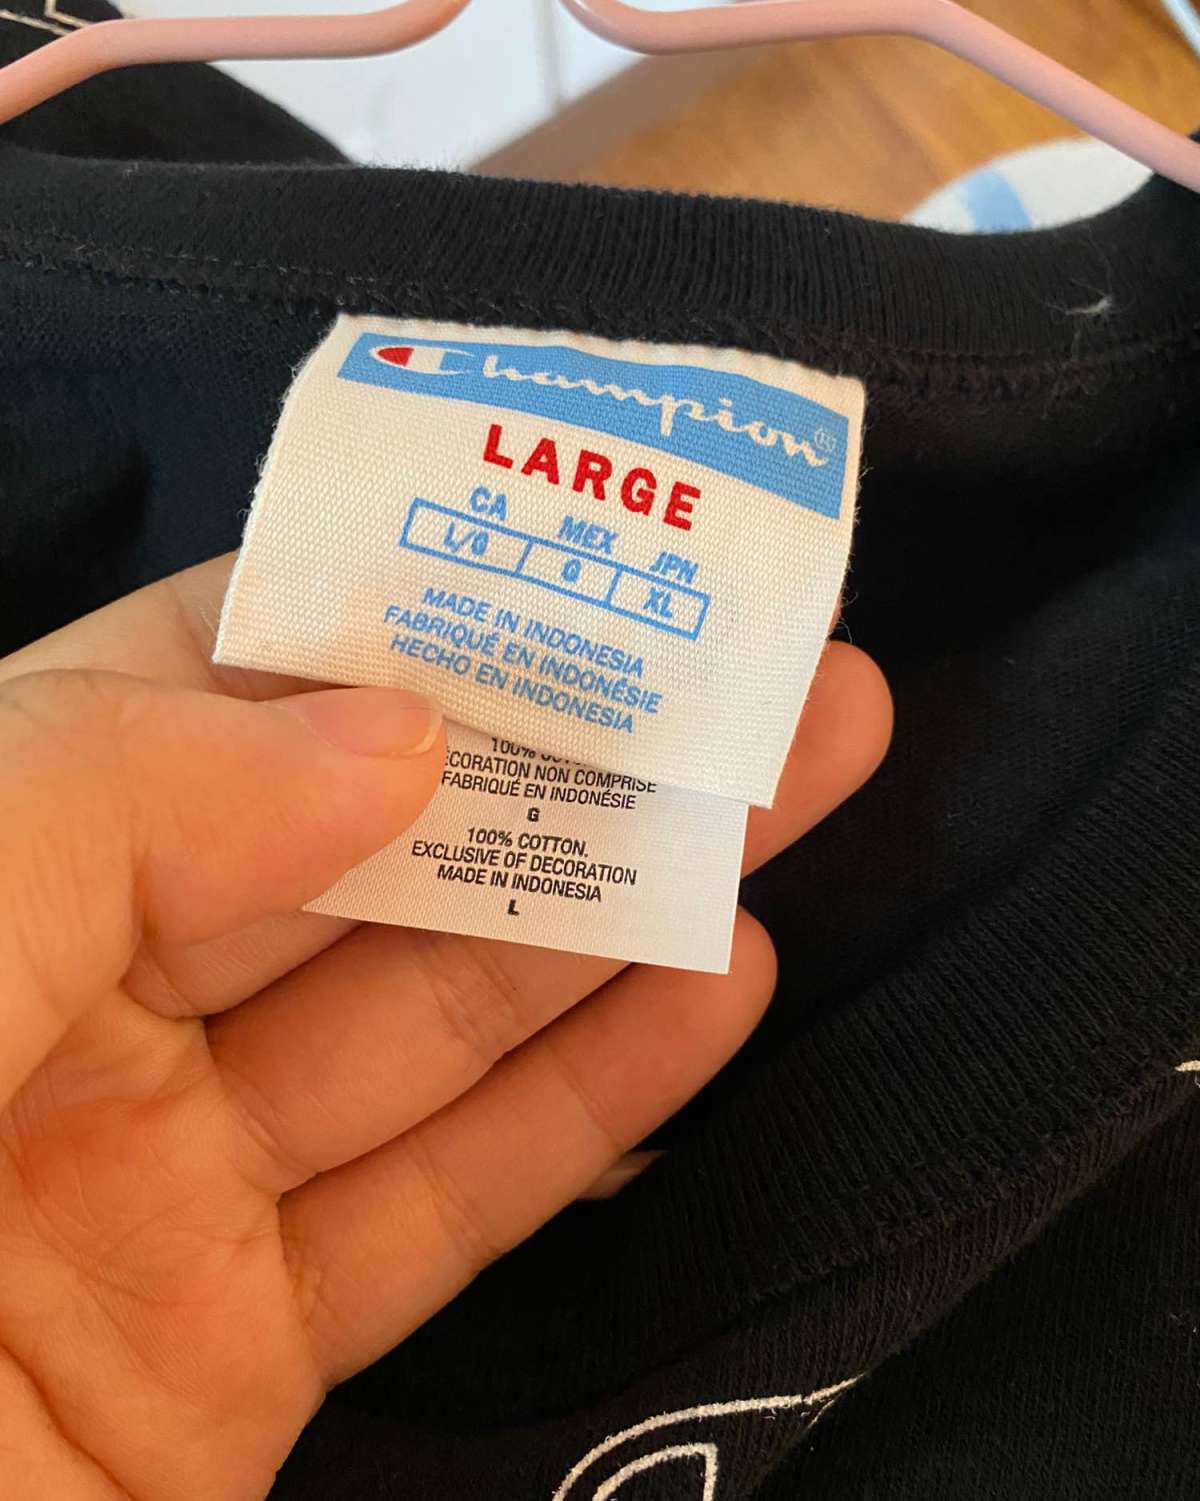 Champion
LARGE
CA MEX JPN
L/G G XL
MADE IN INDONESIA
FABRIQUÉ EN INDONÉSIE
HECHO EN INDONESIA
100%
DECORATION NON COMPRISE
FABRIQUÉ EN INDONÉSIE
G
100% COTTON.
EXCLUSIVE OF DECORATION
MADE IN INDONESIA
L